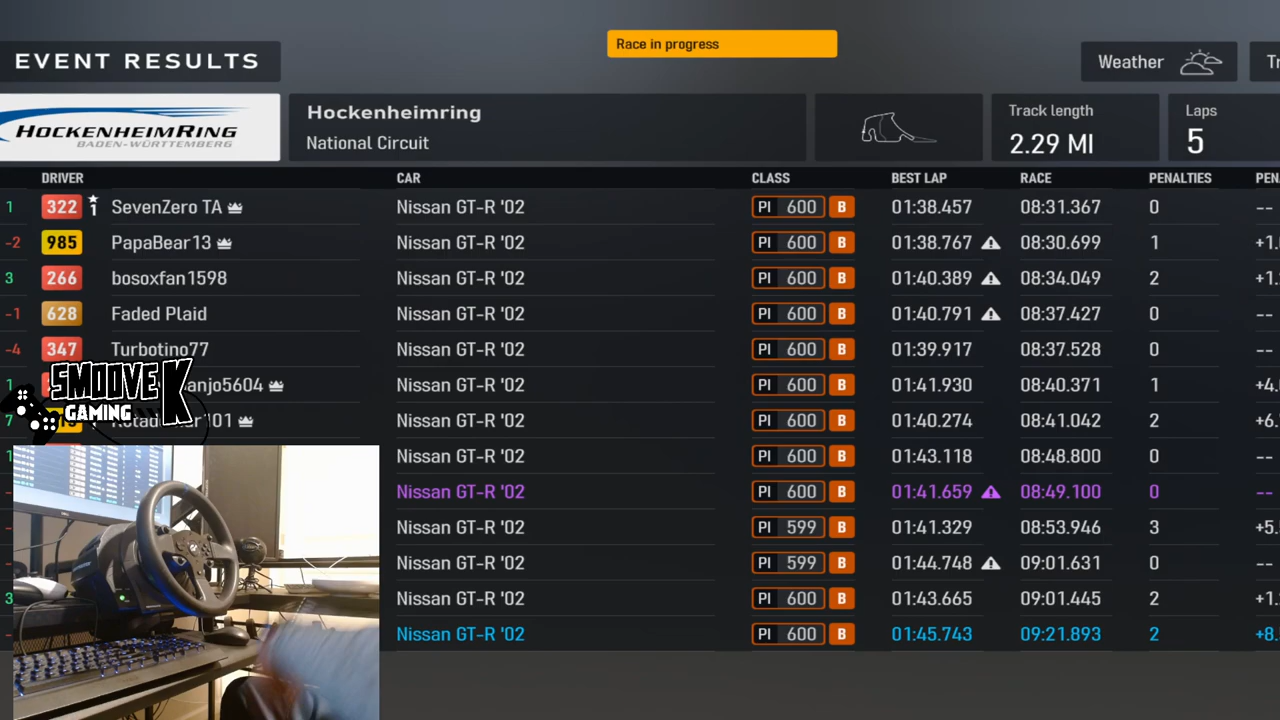 Race in progress
EVENT RESULTS
Weather
HOCKENHEIMRING
BADEN-WÜRTTEMBERG
Hockenheimring
National Circuit
Track length
2.29 MI
Laps
5
DRIVER CAR CLASS BEST LAP RACE PENALTIES
1 322 1 SevenZero TA Nissan GT-R '02 PI 600 B 01:38.457 08:31.367 0 --
-2 985 PapaBear13 Nissan GT-R '02 PI 600 B 01:38.767 08:30.699 1
3 266 bosoxfan1598 Nissan GT-R '02 PI 600 B 01:40.389 08:34.049 2
-1 628 Faded Plaid Nissan GT-R '02 PI 600 B 01:40.791 08:37.427 0 --
-4 347 Turbotino77 Nissan GT-R '02 PI 600 B 01:39.917 08:37.528 0 --
1 Nissan GT-R '02 PI 600 B 01:41.930 08:40.371 1
7 Nissan GT-R '02 PI 600 B 01:40.274 08:41.042 2
Nissan GT-R '02 PI 600 B 01:43.118 08:48.800 0 --
Nissan GT-R '02 PI 600 B 01:41.659 08:49.100 0 --
Nissan GT-R '02 PI 599 B 01:41.329 08:53.946 3
Nissan GT-R '02 PI 599 B 01:44.748 09:01.631 0 --
3 Nissan GT-R '02 PI 600 B 01:43.665 09:01.445 2
Nissan GT-R '02 PI 600 B 01:45.743 09:21.893 2
SMOOVE K
GAMING